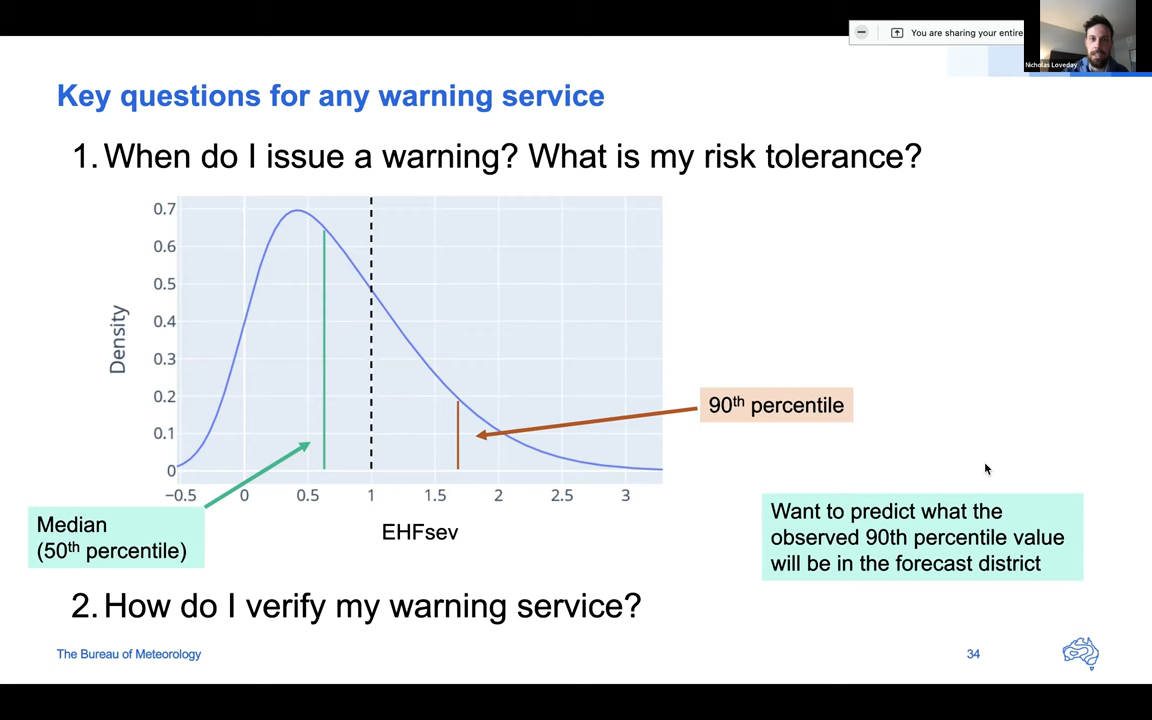 You are sharing your entire
Nicholas Loveday
Key questions for any warning service
1. When do I issue a warning? What is my risk tolerance?
0.7
0.6
0.5
0.4
0.3
0.2
0.1
0
Density
−0.5 0 0.5 1 1.5 2 2.5 3
EHFsev
90th percentile
Median
(50th percentile)
Want to predict what the
observed 90th percentile value
will be in the forecast district
2. How do I verify my warning service?
The Bureau of Meteorology
34